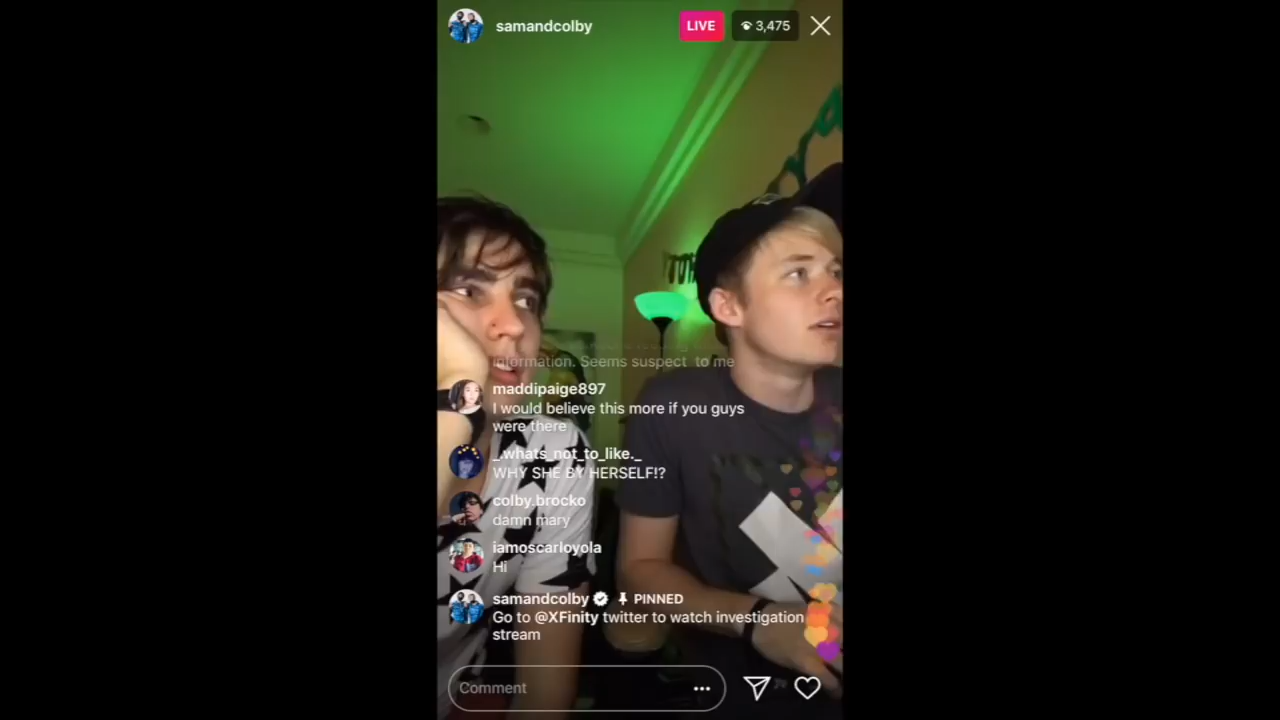 samandcolby
LIVE
3,475
information. Seems suspect to me
maddipaige897
I would believe this more if you guys
were there
_.whats_not_to_like._
WHY SHE BY HERSELF!?
colby.brocko
damn mary
iamoscarloyola
Hi
samandcolby PINNED
Go to @XFinity twitter to watch investigation
stream
Comment